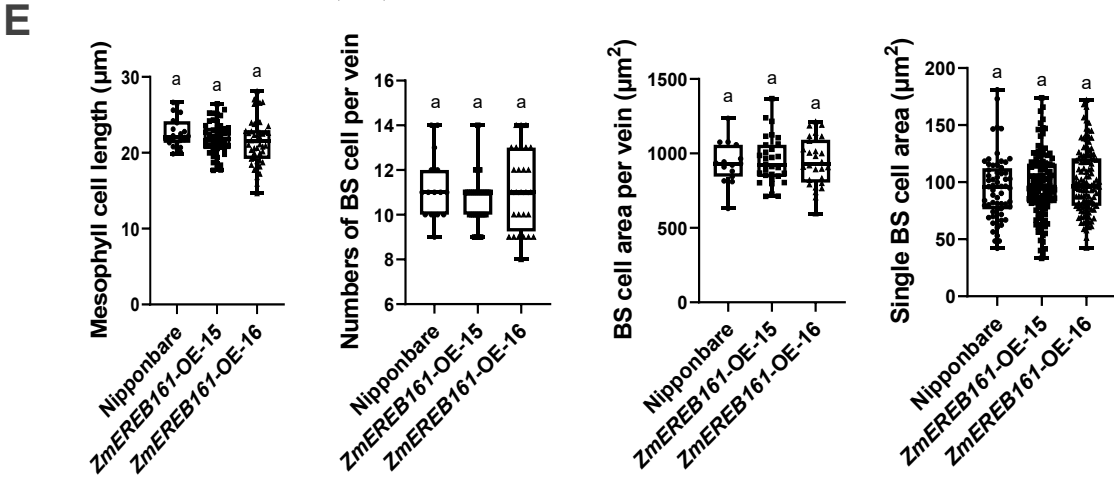 E
Mesophyll cell length (μm)
30
20
10
0
a
a
a
Nipponbare
ZmEREB161-OE-15
ZmEREB161-OE-16
Numbers of BS cell per vein
16
14
12
10
8
6
a
a
a
Nipponbare
ZmEREB161-OE-15
ZmEREB161-OE-16
BS cell area per vein (μm²)
1500
1000
500
0
a
a
a
Nipponbare
ZmEREB161-OE-15
ZmEREB161-OE-16
Single BS cell area (μm²)
200
150
100
50
0
a
a
a
Nipponbare
ZmEREB161-OE-15
ZmEREB161-OE-16